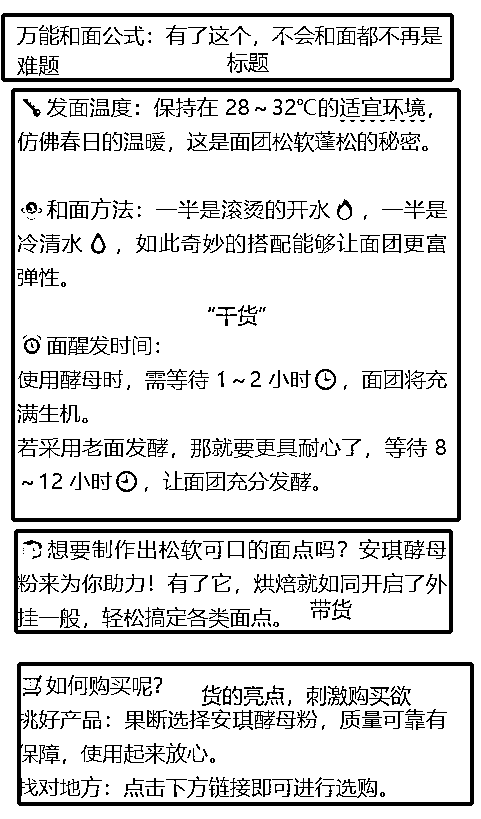 万能和面公式：有了这个，不会和面都不再是
难题
标题
发面温度：保持在 28～32℃的适宜环境，
仿佛春日的温暖，这是面团松软蓬松的秘密。
和面方法：一半是滚烫的开水🔥，一半是
冷清水💧，如此奇妙的搭配能够让面团更富
弹性。
“干货”
⏰面醒发时间：
使用酵母时，需等待 1～2 小时🕒，面团将充
满生机。
若采用老面发酵，那就要更具耐心了，等待 8
～12 小时🕘，让面团充分发酵。
想要制作出松软可口的面点吗？安琪酵母
粉来为你助力！有了它，烘焙就如同开启了外
挂一般，轻松搞定各类面点。
带货
如何购买呢？
货的亮点，刺激购买欲
挑好产品：果断选择安琪酵母粉，质量可靠有
保障，使用起来放心。
找对地方：点击下方链接即可进行选购。